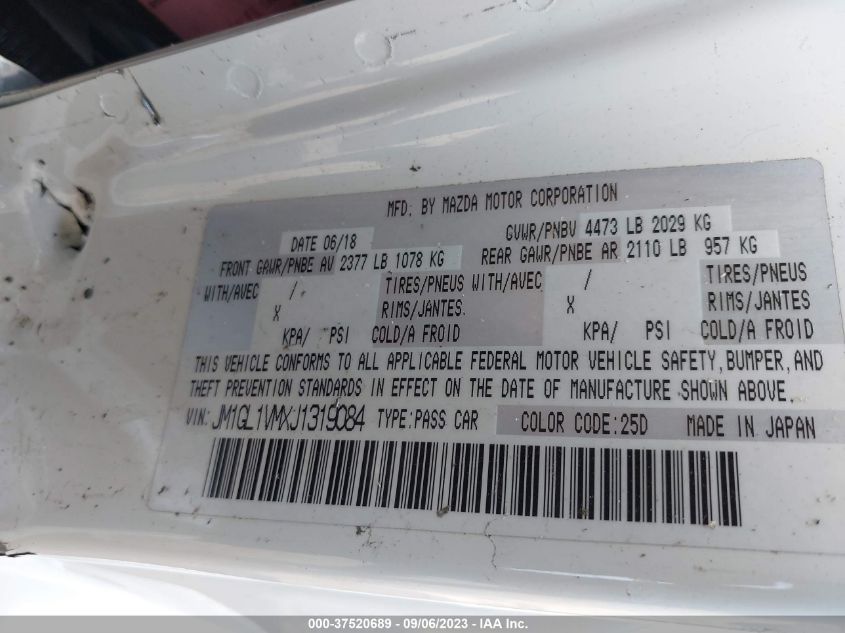 MFD. BY MAZDA MOTOR CORPORATION
DATE 06/18 GVWR/PNBV 4473 LB 2029 KG
FRONT GAWR/PNBE AV 2377 LB 1078 KG REAR GAWR/PNBE AR 2110 LB 957 KG
WITH/AVEC / TIRES/PNEUS WITH/AVEC / TIRES/PNEUS
X RIMS/JANTES X RIMS/JANTES
KPA/ PSI COLD/A FROID KPA/ PSI COLD/A FROID
THIS VEHICLE CONFORMS TO ALL APPLICABLE FEDERAL MOTOR VEHICLE SAFETY, BUMPER, AND
THEFT PREVENTION STANDARDS IN EFFECT ON THE DATE OF MANUFACTURE SHOWN ABOVE.
VIN: JM1GL1VMXJ1319084 TYPE:PASS CAR COLOR CODE:25D MADE IN JAPAN
000-37520689 - 09/06/2023 - IAA Inc.